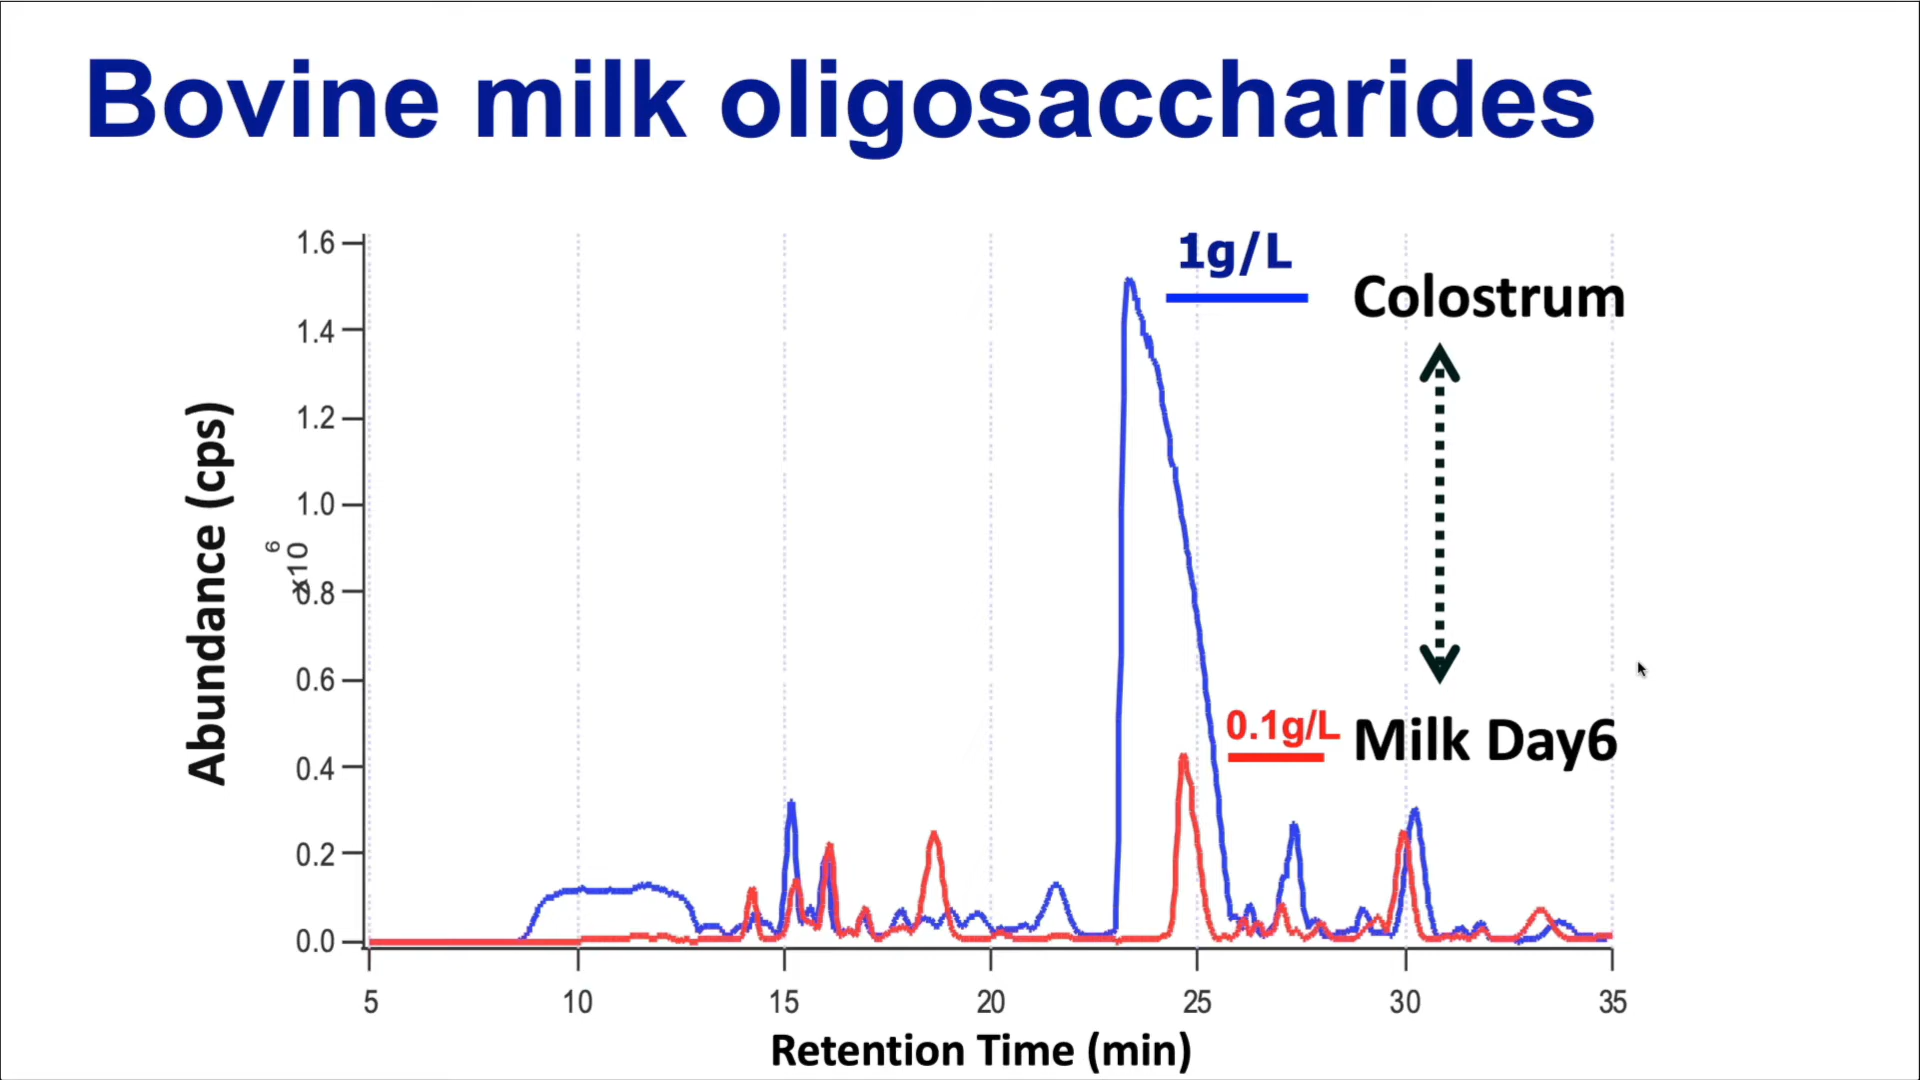 Bovine milk oligosaccharides
1g/L
Colostrum
0.1g/L
Milk Day6
Abundance (cps)
x10 6
1.6
1.4
1.2
1.0
0.8
0.6
0.4
0.2
0.0
5 10 15 20 25 30 35
Retention Time (min)